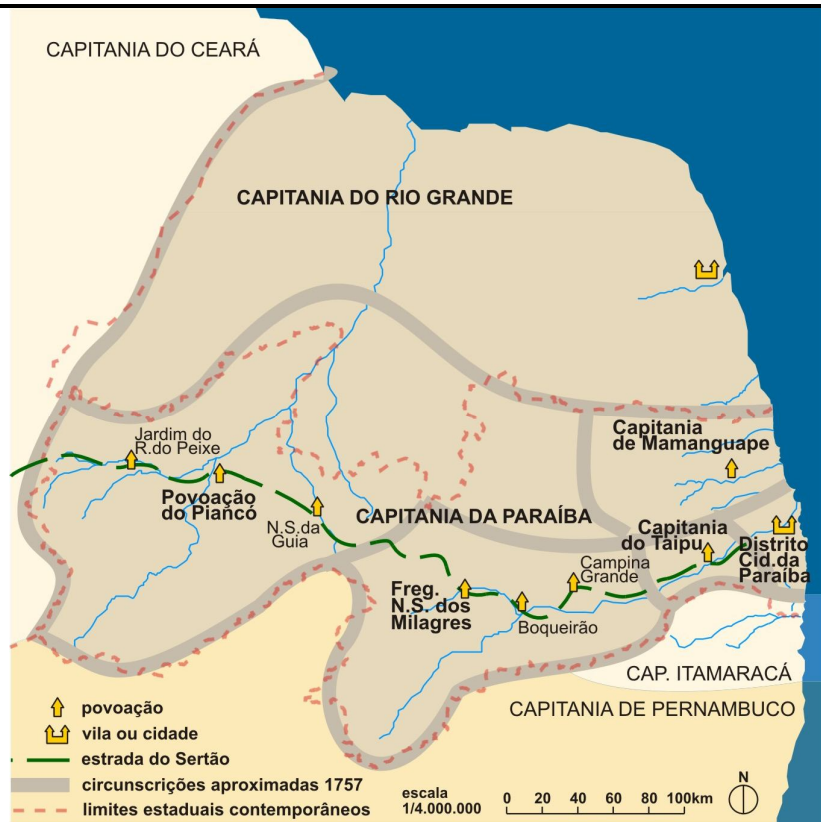 CAPITANIA DO CEARÁ
CAPITANIA DO RIO GRANDE
Capitania
de Mamanguape
Jardim do
R.do Peixe
Povoação
do Piancó
N.S.da
Guia
CAPITANIA DA PARAÍBA
Capitania
do Taipu
Distrito
Cid.da
Paraíba
Campina
Grande
Freg.
N.S. dos
Milagres
Boqueirão
CAP. ITAMARACÁ
CAPITANIA DE PERNAMBUCO
povoação
vila ou cidade
estrada do Sertão
circunscrições aproximadas 1757
limites estaduais contemporâneos
escala
1/4.000.000
0 20 40 60 80 100km
N